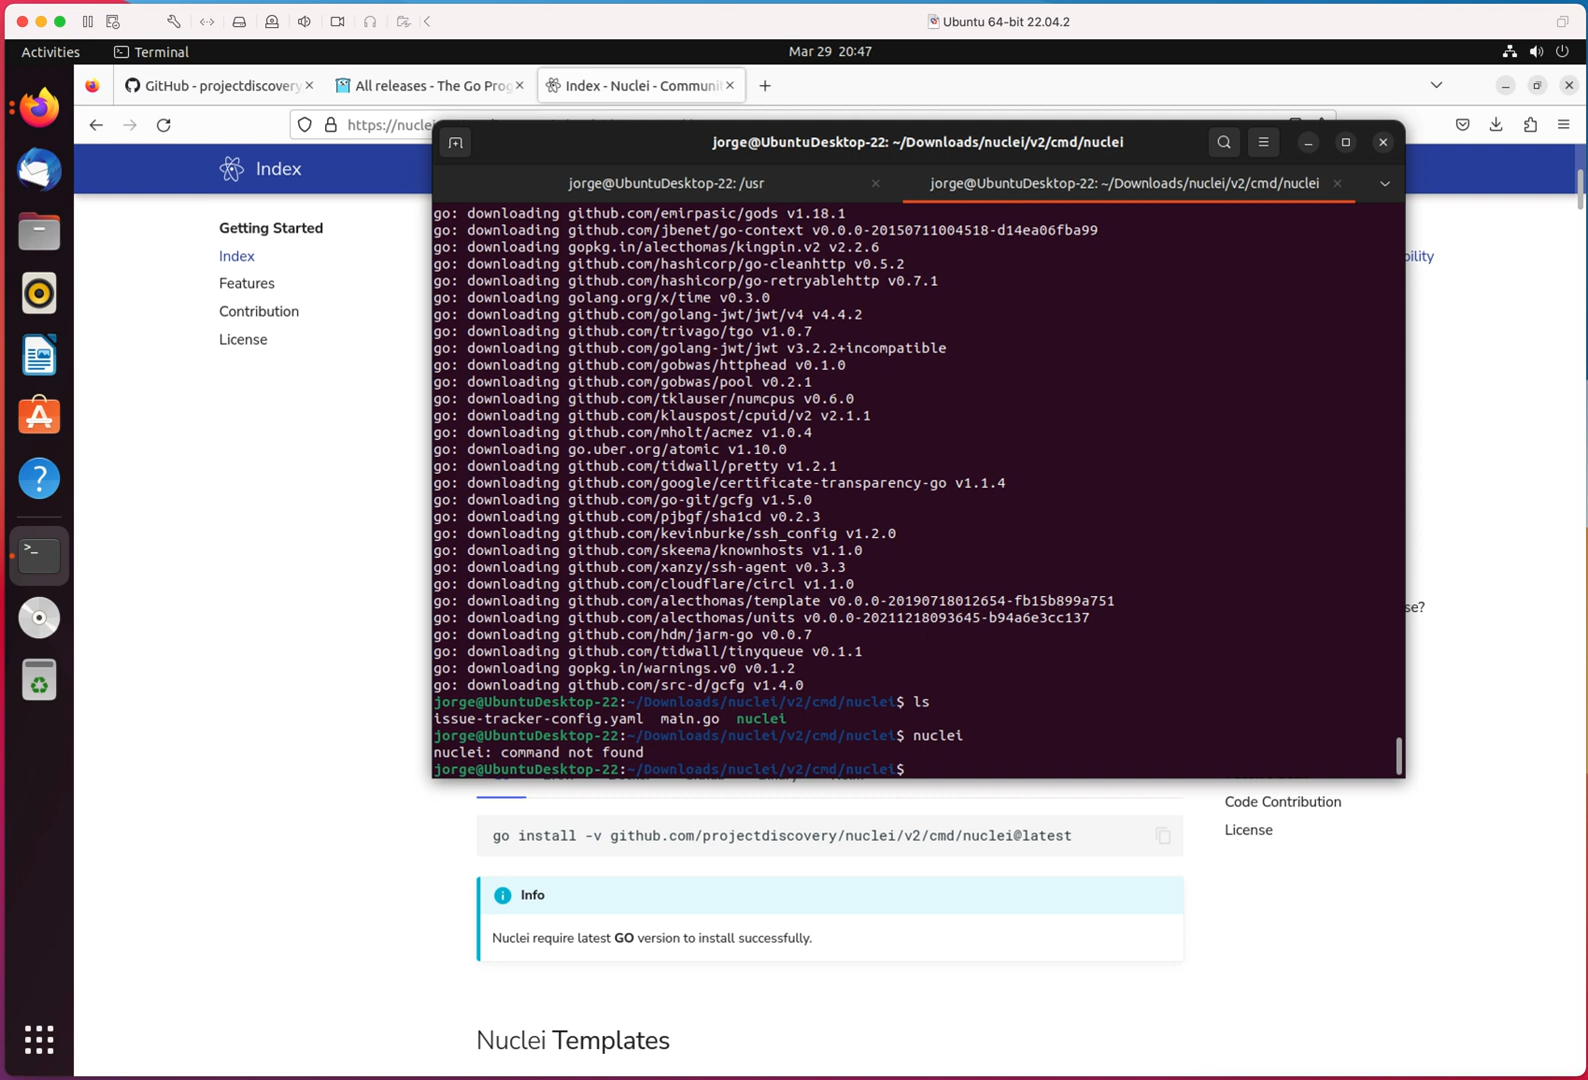 Ubuntu 64-bit 22.04.2
Activities
Terminal
Mar 29 20:47
GitHub - projectdiscovery
All releases - The Go Prog
Index - Nuclei - Communit
https://nuclei
jorge@UbuntuDesktop-22: ~/Downloads/nuclei/v2/cmd/nuclei
Index
jorge@UbuntuDesktop-22: /usr
jorge@UbuntuDesktop-22: ~/Downloads/nuclei/v2/cmd/nuclei
Getting Started
Index
Features
Contribution
License
bility
se?
go: downloading github.com/emirpasic/gods v1.18.1
go: downloading github.com/jbenet/go-context v0.0.0-20150711004518-d14ea06fba99
go: downloading gopkg.in/alecthomas/kingpin.v2 v2.2.6
go: downloading github.com/hashicorp/go-cleanhttp v0.5.2
go: downloading github.com/hashicorp/go-retryablehttp v0.7.1
go: downloading golang.org/x/time v0.3.0
go: downloading github.com/golang-jwt/jwt/v4 v4.4.2
go: downloading github.com/trivago/tgo v1.0.7
go: downloading github.com/golang-jwt/jwt v3.2.2+incompatible
go: downloading github.com/gobwas/httphead v0.1.0
go: downloading github.com/gobwas/pool v0.2.1
go: downloading github.com/tklauser/numcpus v0.6.0
go: downloading github.com/klauspost/cpuid/v2 v2.1.1
go: downloading github.com/mholt/acmez v1.0.4
go: downloading go.uber.org/atomic v1.10.0
go: downloading github.com/tidwall/pretty v1.2.1
go: downloading github.com/google/certificate-transparency-go v1.1.4
go: downloading github.com/go-git/gcfg v1.5.0
go: downloading github.com/pjbgf/sha1cd v0.2.3
go: downloading github.com/kevinburke/ssh_config v1.2.0
go: downloading github.com/skeema/knownhosts v1.1.0
go: downloading github.com/xanzy/ssh-agent v0.3.3
go: downloading github.com/cloudflare/circl v1.1.0
go: downloading github.com/alecthomas/template v0.0.0-20190718012654-fb15b899a751
go: downloading github.com/alecthomas/units v0.0.0-20211218093645-b94a6e3cc137
go: downloading github.com/hdm/jarm-go v0.0.7
go: downloading github.com/tidwall/tinyqueue v0.1.1
go: downloading gopkg.in/warnings.v0 v0.1.2
go: downloading github.com/src-d/gcfg v1.4.0
jorge@UbuntuDesktop-22:~/Downloads/nuclei/v2/cmd/nuclei$ ls
issue-tracker-config.yaml main.go nuclei
jorge@UbuntuDesktop-22:~/Downloads/nuclei/v2/cmd/nuclei$ nuclei
nuclei: command not found
jorge@UbuntuDesktop-22:~/Downloads/nuclei/v2/cmd/nuclei$
Code Contribution
License
go install -v github.com/projectdiscovery/nuclei/v2/cmd/nuclei@latest
Info
Nuclei require latest GO version to install successfully.
Nuclei Templates